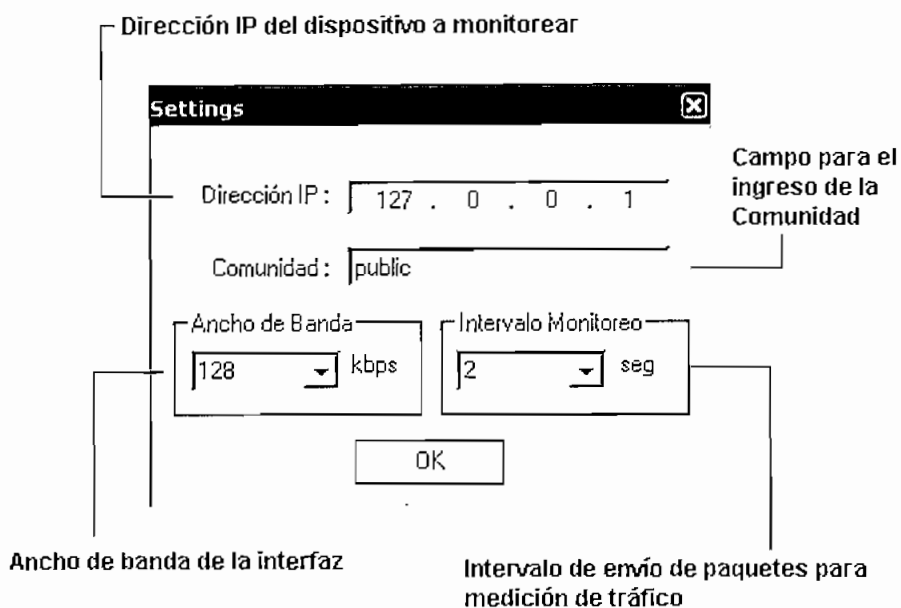 Dirección IP del dispositivo a monitorear
Settings
Dirección IP : 127 . 0 . 0 . 1
Campo para el
ingreso de la
Comunidad
Comunidad : public
Ancho de Banda
128 kbps
Intervalo Monitoreo
2 seg
OK
Ancho de banda de la interfaz
Intervalo de envío de paquetes para
medición de tráfico